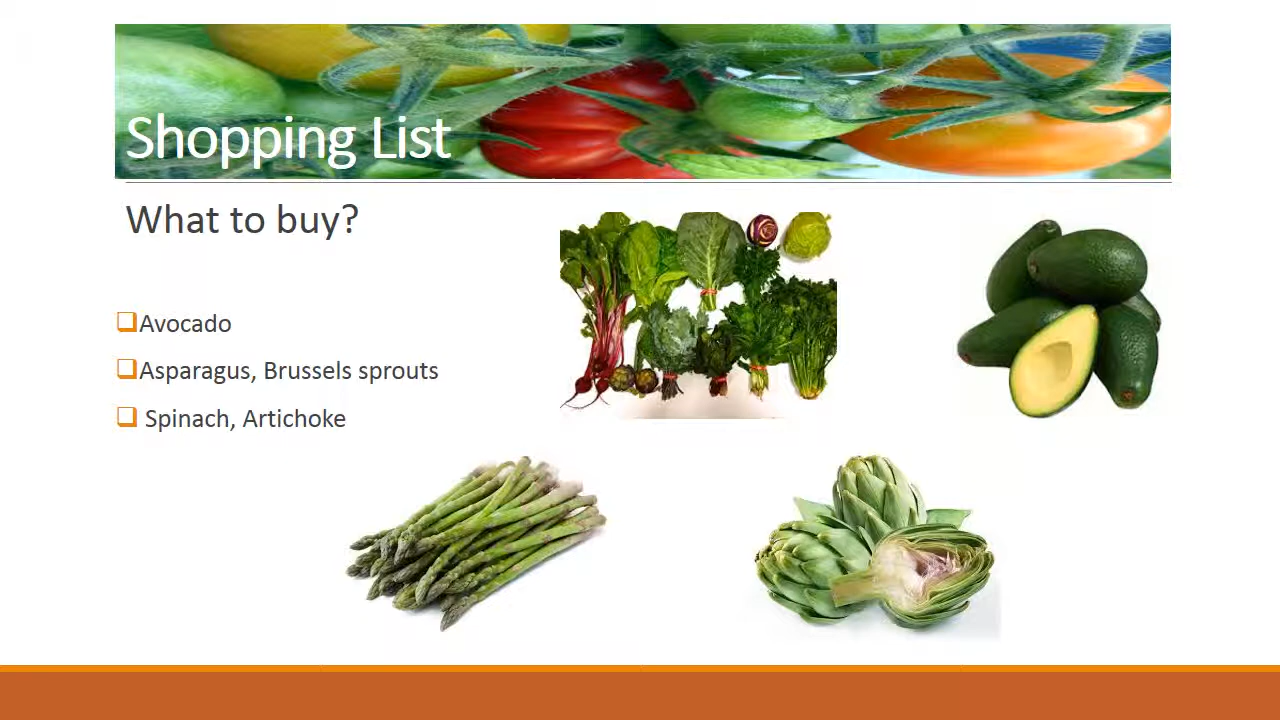 Shopping List
What to buy?
❑Avocado
❑Asparagus, Brussels sprouts
❑ Spinach, Artichoke